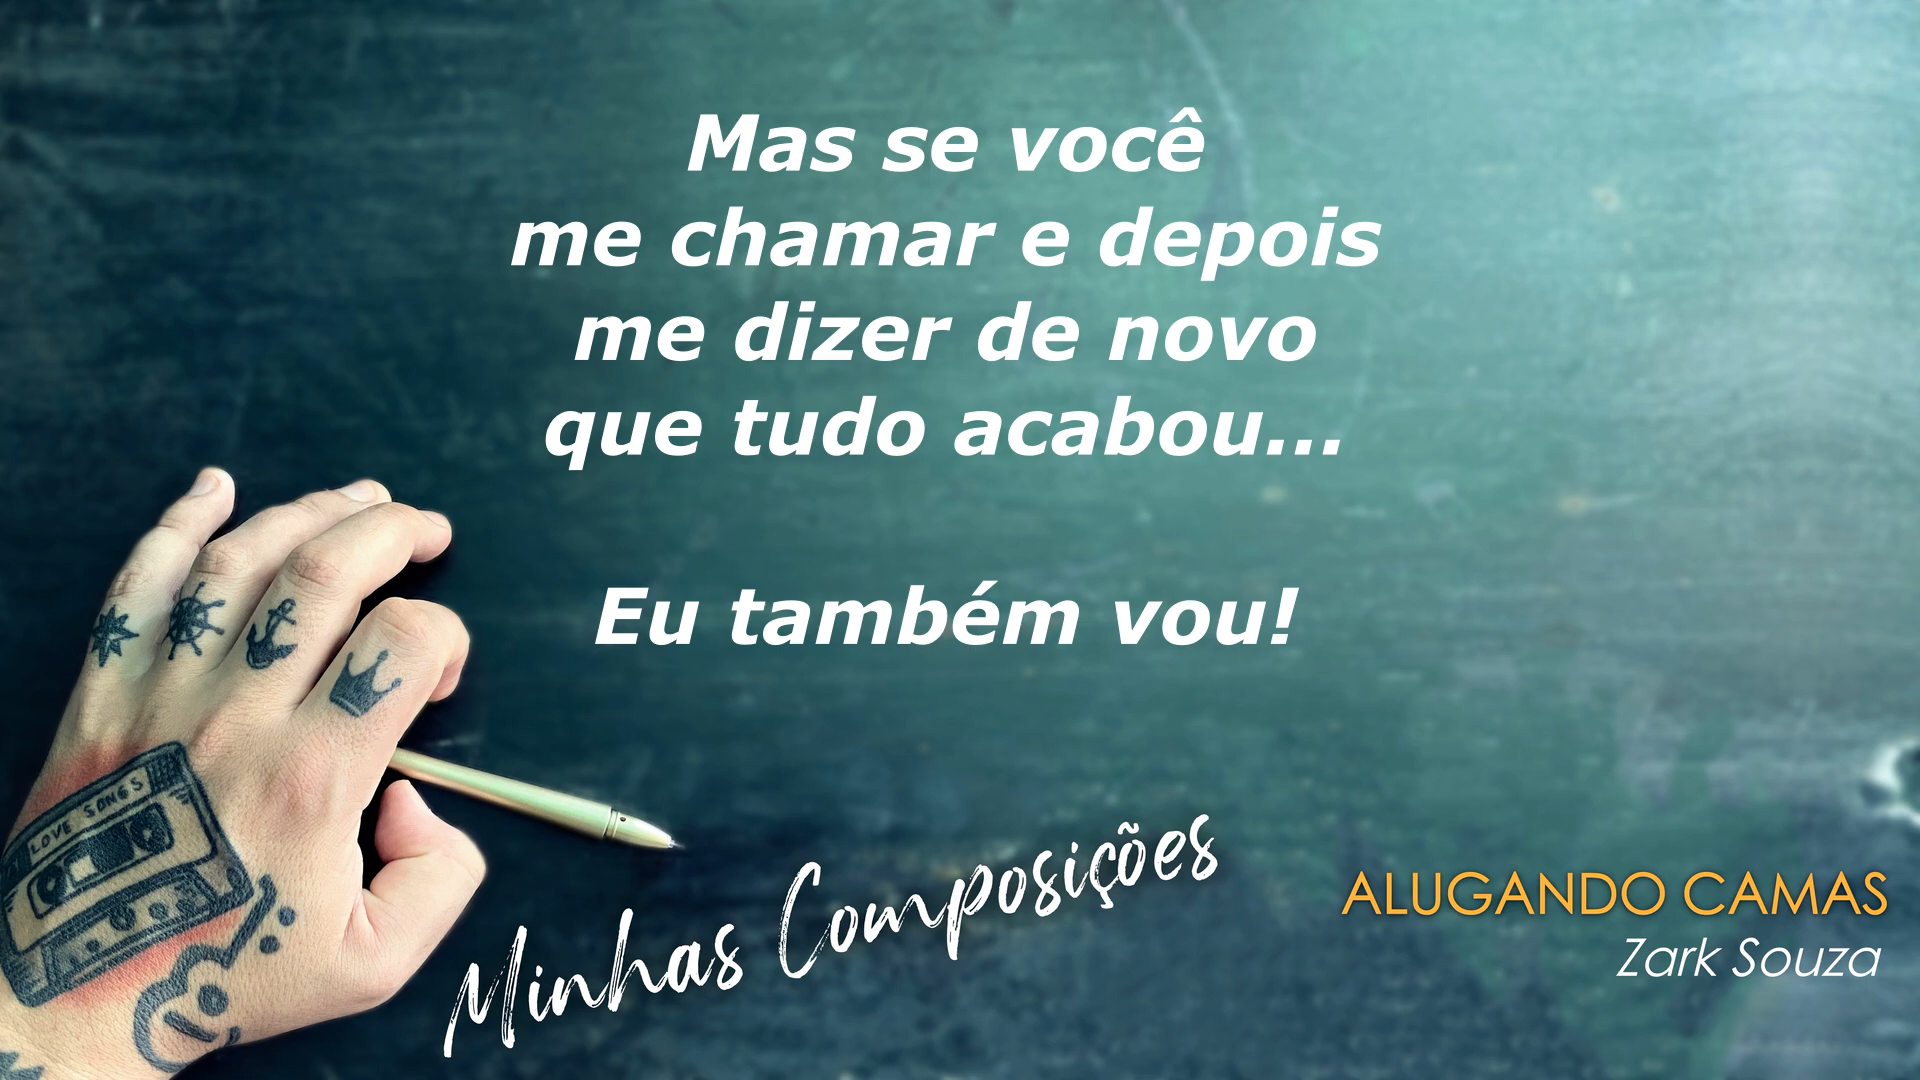 Mas se você
me chamar e depois
me dizer de novo
que tudo acabou...
Eu também vou!
LOVE SONGS
Minhas Composições
ALUGANDO CAMAS
Zark Souza